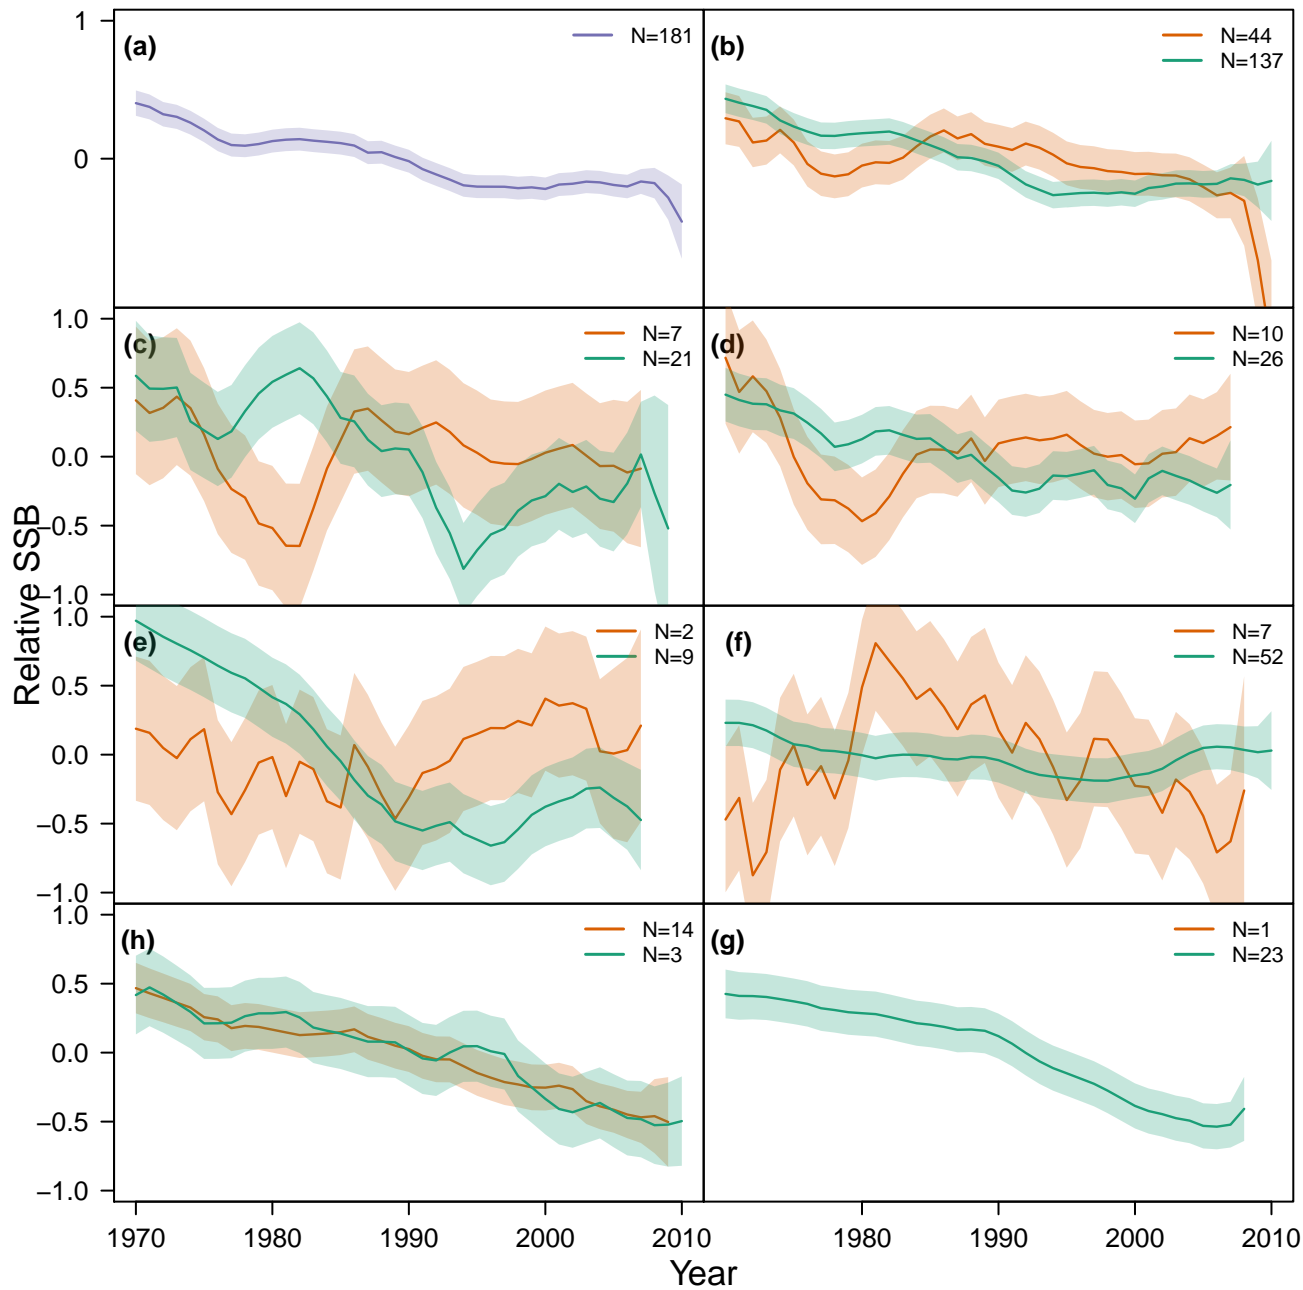 1
(a)
N=181
0
(b)
N=44
N=137
1.0
(c)
N=7
N=21
0.5
0.0
−0.5
−1.0
(d)
N=10
N=26
1.0
(e)
N=2
N=9
0.5
0.0
−0.5
−1.0
(f)
N=7
N=52
1.0
(h)
N=14
N=3
0.5
0.0
−0.5
−1.0
(g)
N=1
N=23
Relative SSB
1970 1980 1990 2000 2010
1980 1990 2000 2010
Year